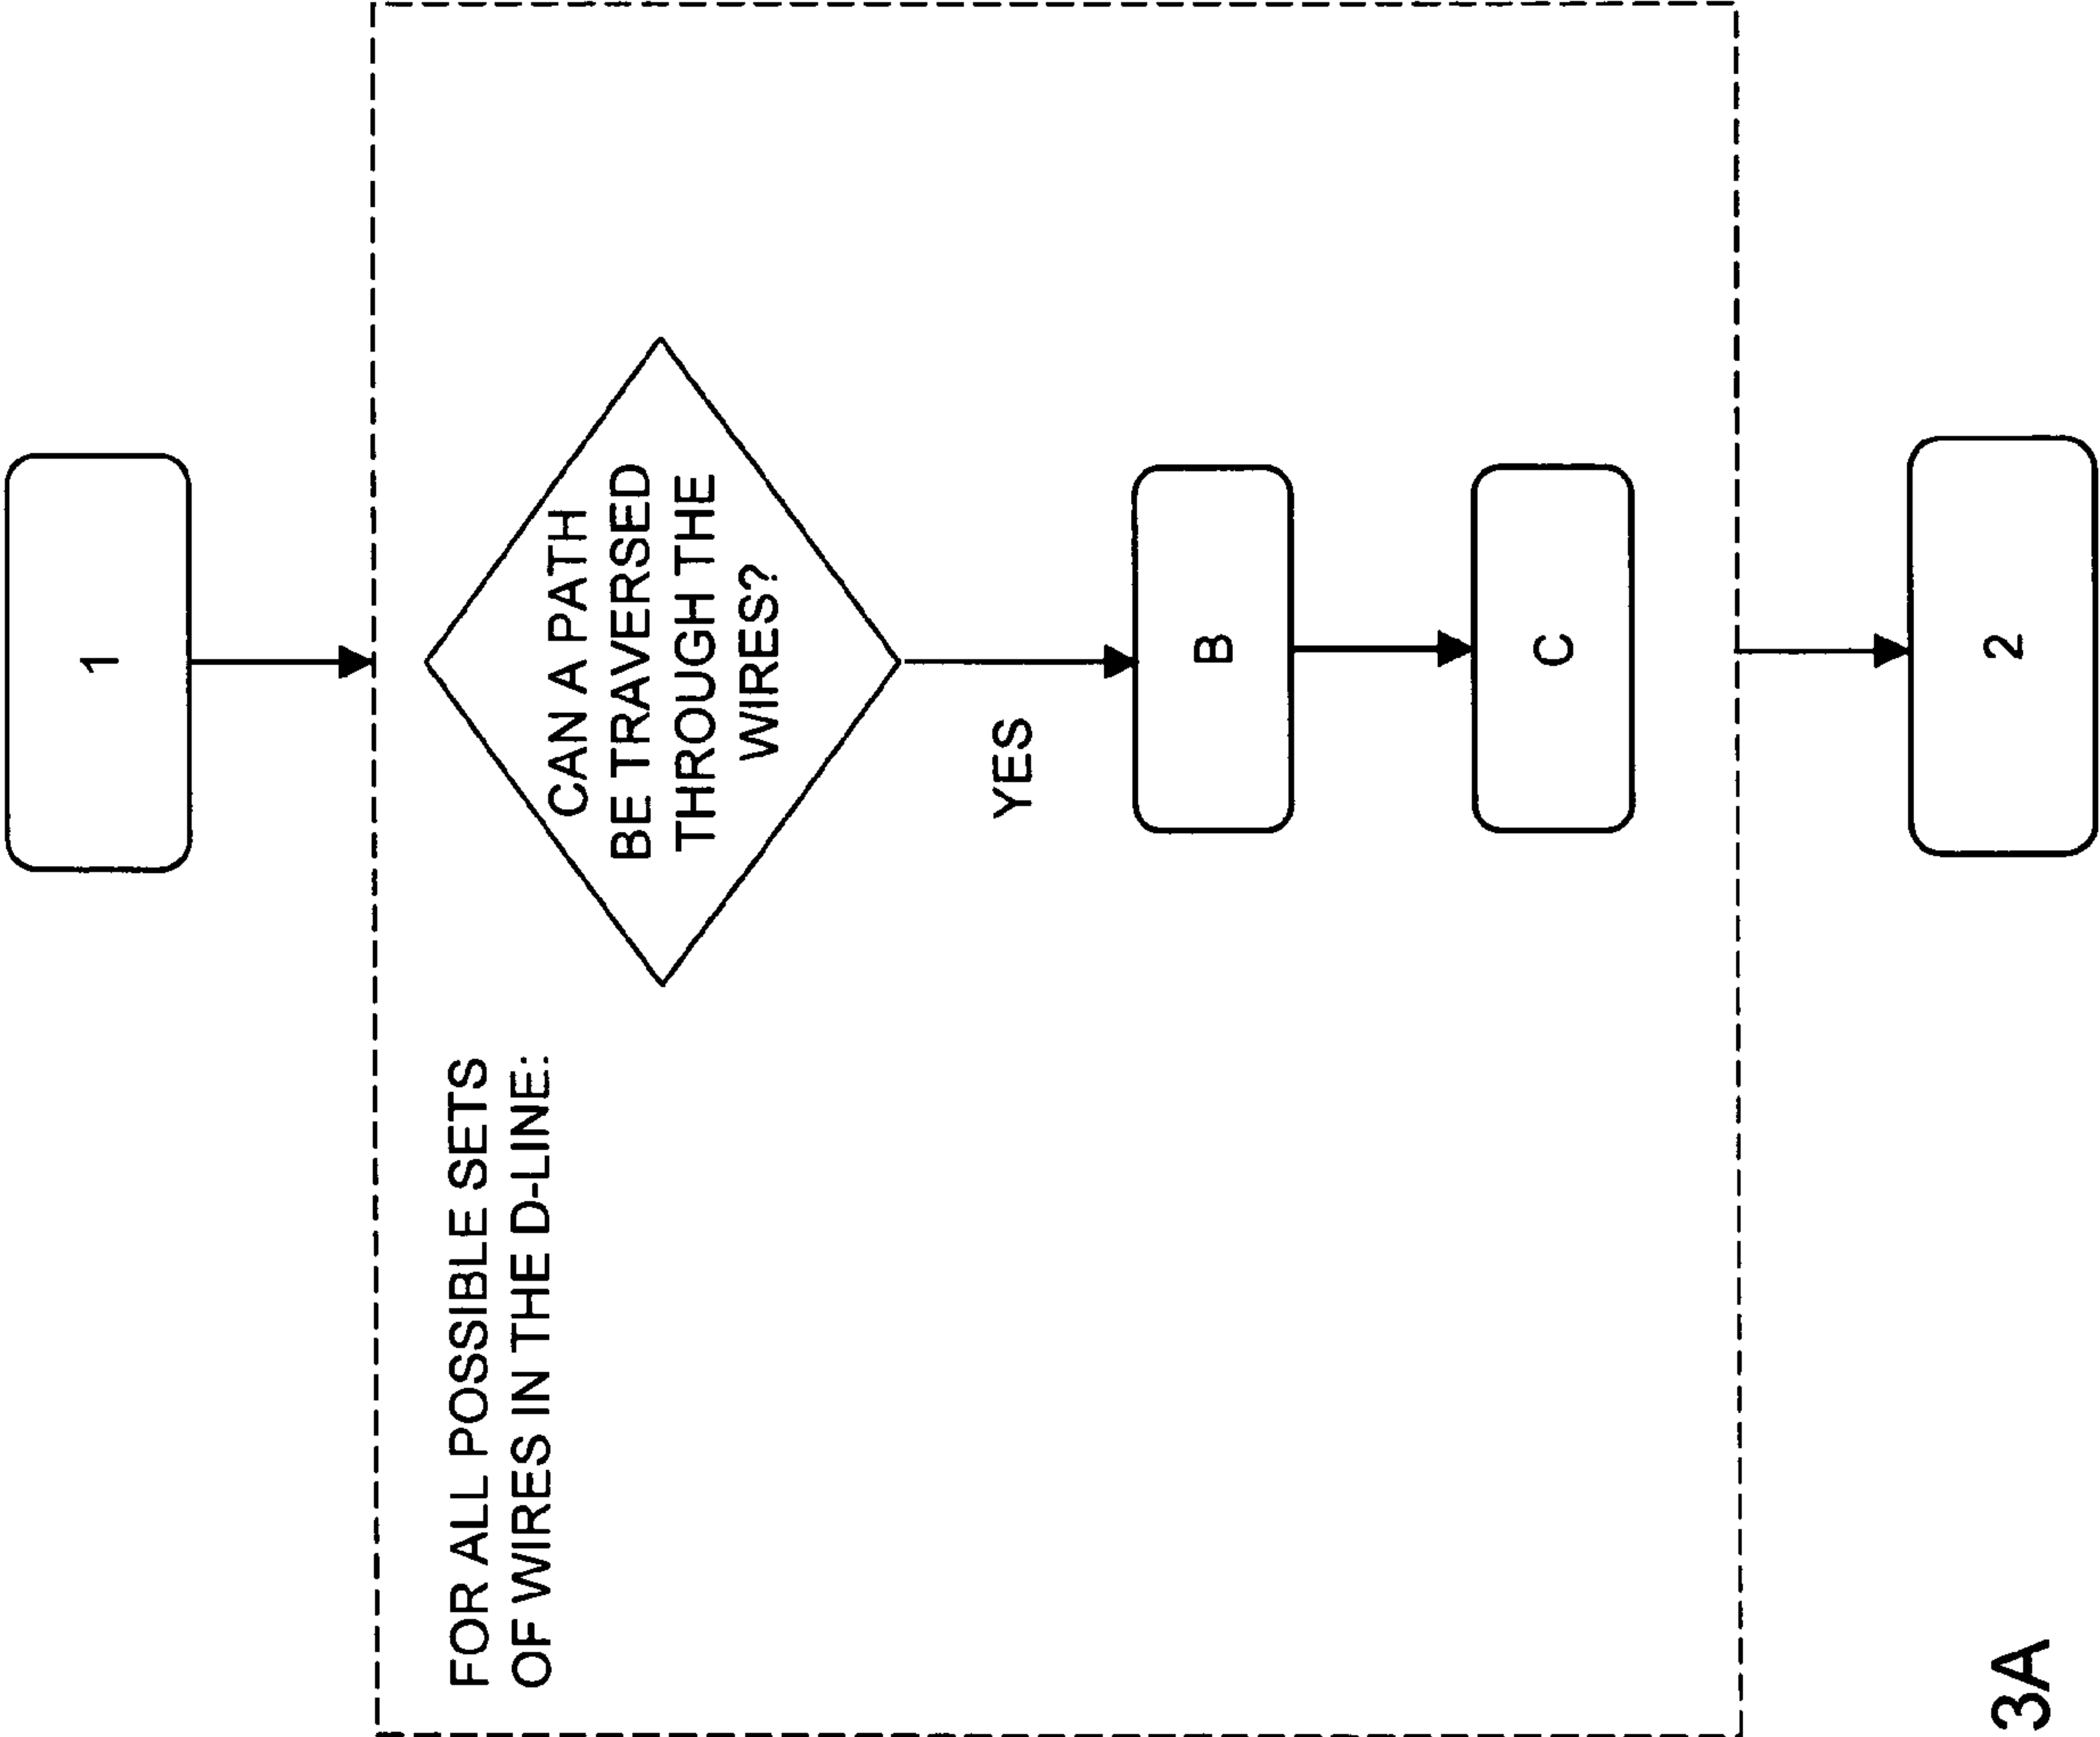 1
FOR ALL POSSIBLE SETS
OF WIRES IN THE D-LINE:
CAN A PATH
BE TRAVERSED
THROUGH THE
WIRES?
YES
B
C
2
3A